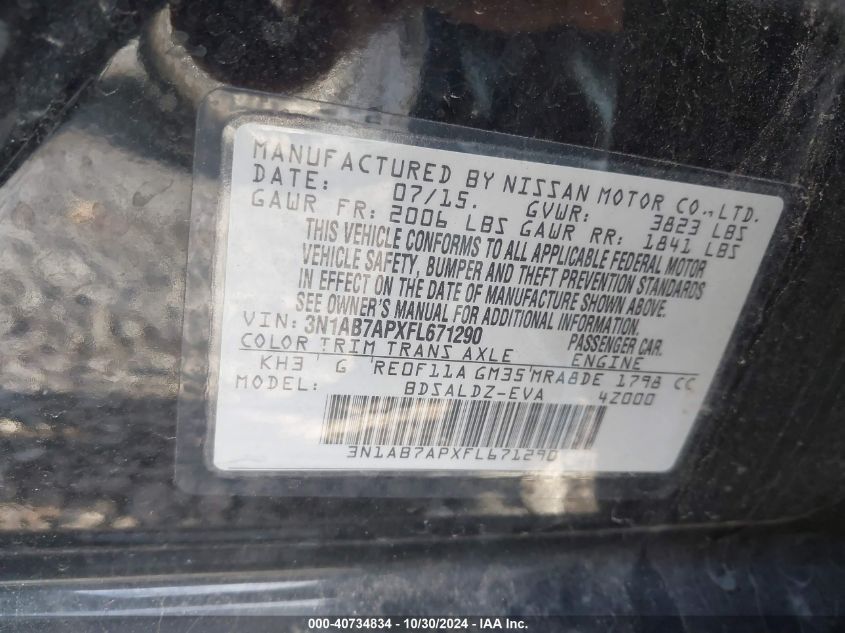 MANUFACTURED BY NISSAN MOTOR CO.,LTD.
DATE: 07/15. GVWR: 3823 LBS
GAWR FR: 2006 LBS GAWR RR: 1841 LBS
THIS VEHICLE CONFORMS TO ALL APPLICABLE FEDERAL MOTOR
VEHICLE SAFETY, BUMPER AND THEFT PREVENTION STANDARDS
IN EFFECT ON THE DATE OF MANUFACTURE SHOWN ABOVE.
SEE OWNER'S MANUAL FOR ADDITIONAL INFORMATION.
VIN: 3N1AB7APXFL671290 PASSENGER CAR.
COLOR TRIM TRANS AXLE ENGINE
KH3 G RE0F11A GM35 MRA8DE 1798 CC
MODEL: BDSALDZ-EVA 4Z000
3N1AB7APXFL671290
000-40734834 - 10/30/2024 - IAA Inc.